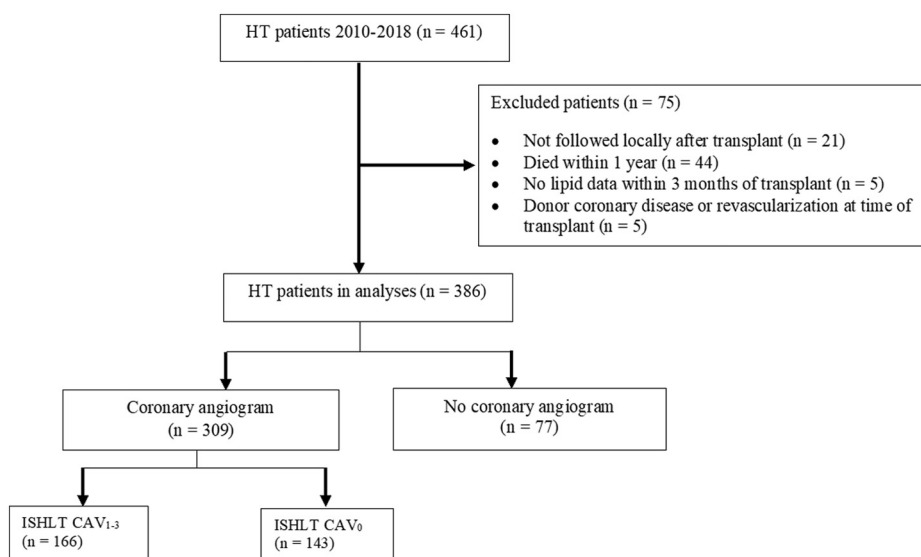 HT patients 2010-2018 (n = 461)
Excluded patients (n = 75)
• Not followed locally after transplant (n = 21)
• Died within 1 year (n = 44)
• No lipid data within 3 months of transplant (n = 5)
• Donor coronary disease or revascularization at time of
transplant (n = 5)
HT patients in analyses (n = 386)
Coronary angiogram
(n = 309)
No coronary angiogram
(n = 77)
ISHLT CAV₁₋₃
(n = 166)
ISHLT CAV₀
(n = 143)